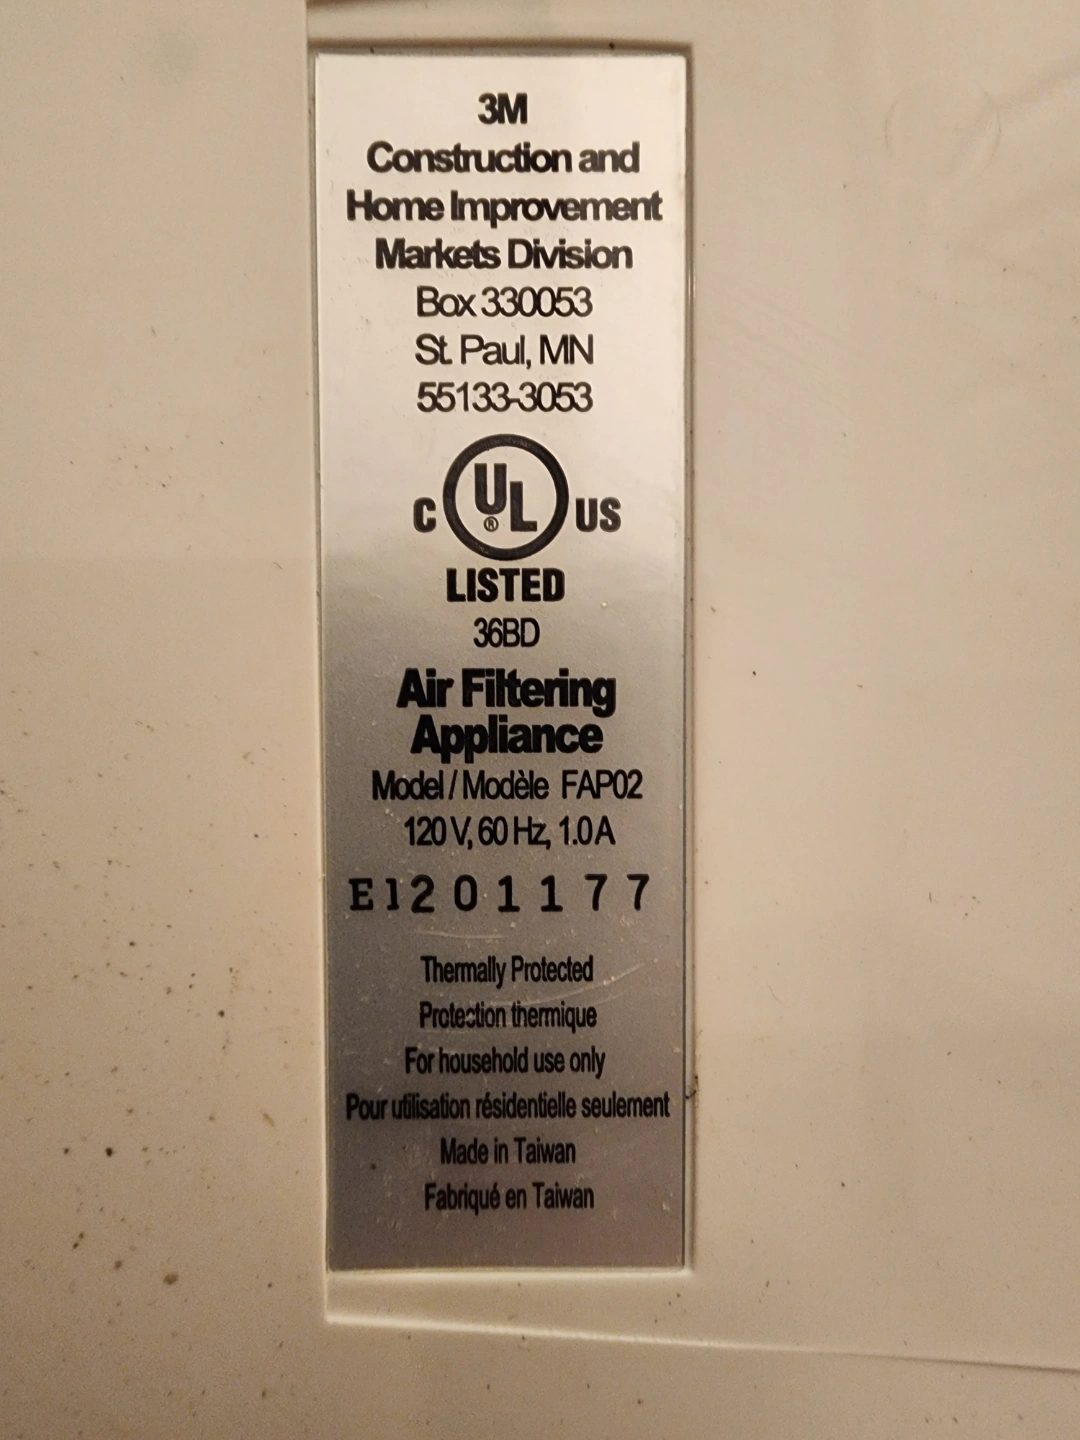 3M
Construction and
Home Improvement
Markets Division
Box 330053
St. Paul, MN
55133-3053
C UL® US
LISTED
36BD
Air Filtering
Appliance
Model / Modèle FAP02
120 V, 60 Hz, 1.0 A
E1201177
Thermally Protected
Protection thermique
For household use only
Pour utilisation résidentielle seulement
Made in Taiwan
Fabriqué en Taiwan